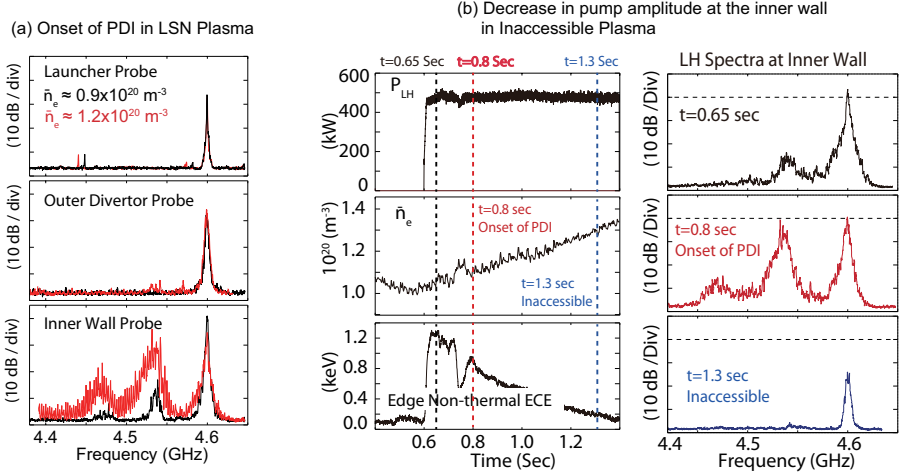 (a) Onset of PDI in LSN Plasma
(10 dB / div)
Launcher Probe
n̄e ≈ 0.9x10^20 m^-3
n̄e ≈ 1.2x10^20 m^-3
(10 dB / div)
Outer Divertor Probe
(10 dB / div)
Inner Wall Probe
4.4 4.5 4.6
Frequency (GHz)
(b) Decrease in pump amplitude at the inner wall
in Inaccessible Plasma
t=0.65 Sec t=0.8 Sec t=1.3 Sec
(kW)
600
400
200
0
P_LH
10^20 (m^-3)
1.4
1.2
1.0
n̄e
t=0.8 sec
Onset of PDI
t=1.3 sec
Inaccessible
(keV)
1.2
0.8
0.4
0.0
Edge Non-thermal ECE
0.6 0.8 1.0 1.2
Time (Sec)
LH Spectra at Inner Wall
(10 dB /Div)
t=0.65 sec
(10 dB /Div)
t=0.8 sec
Onset of PDI
(10 dB /Div)
t=1.3 sec
Inaccessible
4.4 4.5 4.6
Frequency (GHz)